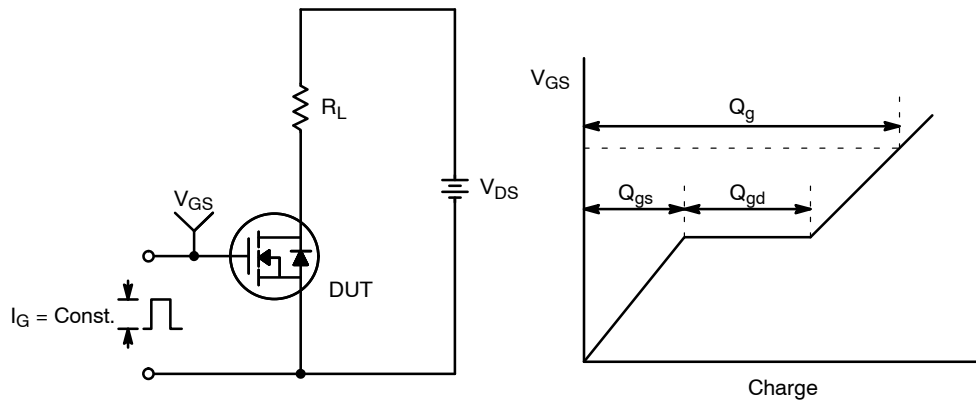 R_L
V_DS
V_GS
DUT
I_G = Const.
V_GS
Q_g
Q_gs
Q_gd
Charge